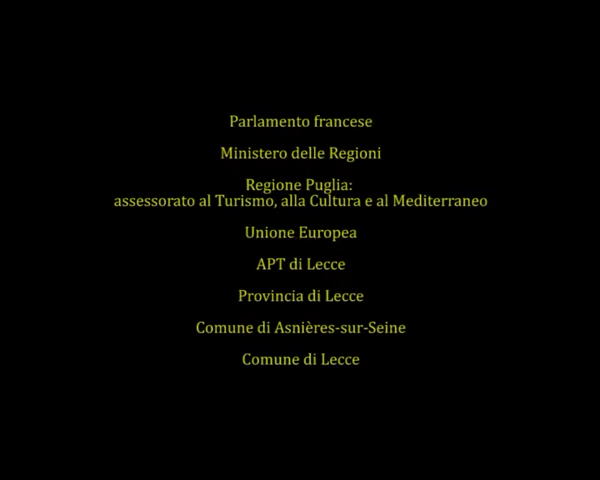 Parlamento francese
Ministero delle Regioni
Regione Puglia:
assessorato al Turismo, alla Cultura e al Mediterraneo
Unione Europea
APT di Lecce
Provincia di Lecce
Comune di Asnières-sur-Seine
Comune di Lecce